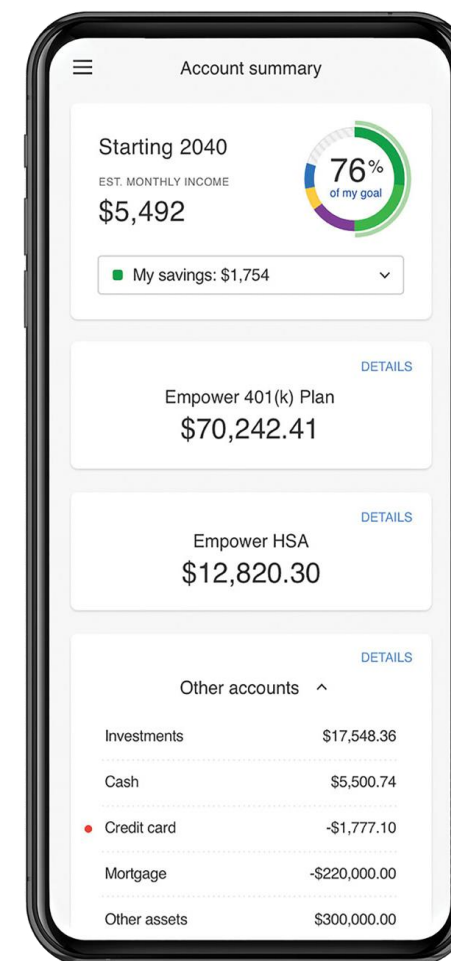 Account summary
Starting 2040
EST. MONTHLY INCOME
$5,492
76%
of my goal
My savings: $1,754
DETAILS
Empower 401(k) Plan
$70,242.41
DETAILS
Empower HSA
$12,820.30
DETAILS
Other accounts
Investments $17,548.36
Cash $5,500.74
Credit card -$1,777.10
Mortgage -$220,000.00
Other assets $300,000.00